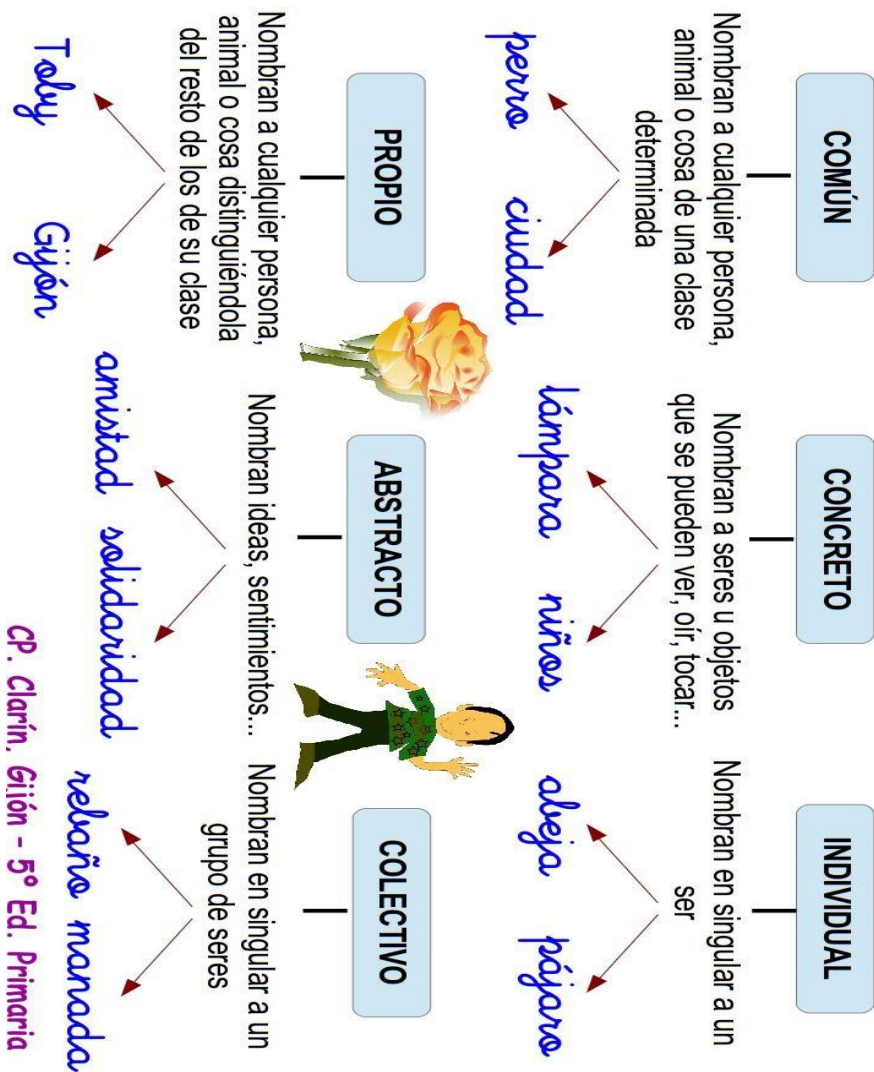 COMÚN
Nombran a cualquier persona,
animal o cosa de una clase
determinada
perro ciudad
CONCRETO
Nombran a seres u objetos
que se pueden ver, oír, tocar...
lámpara niños
INDIVIDUAL
Nombran en singular a un
ser
abeja pájaro
PROPIO
Nombran a cualquier persona,
animal o cosa distinguiéndola
del resto de los de su clase
Toby Gijón
ABSTRACTO
Nombran ideas, sentimientos...
amistad solidaridad
COLECTIVO
Nombran en singular a un
grupo de seres
rebaño manada
CP. Clarín. Gijón - 5º Ed. Primaria